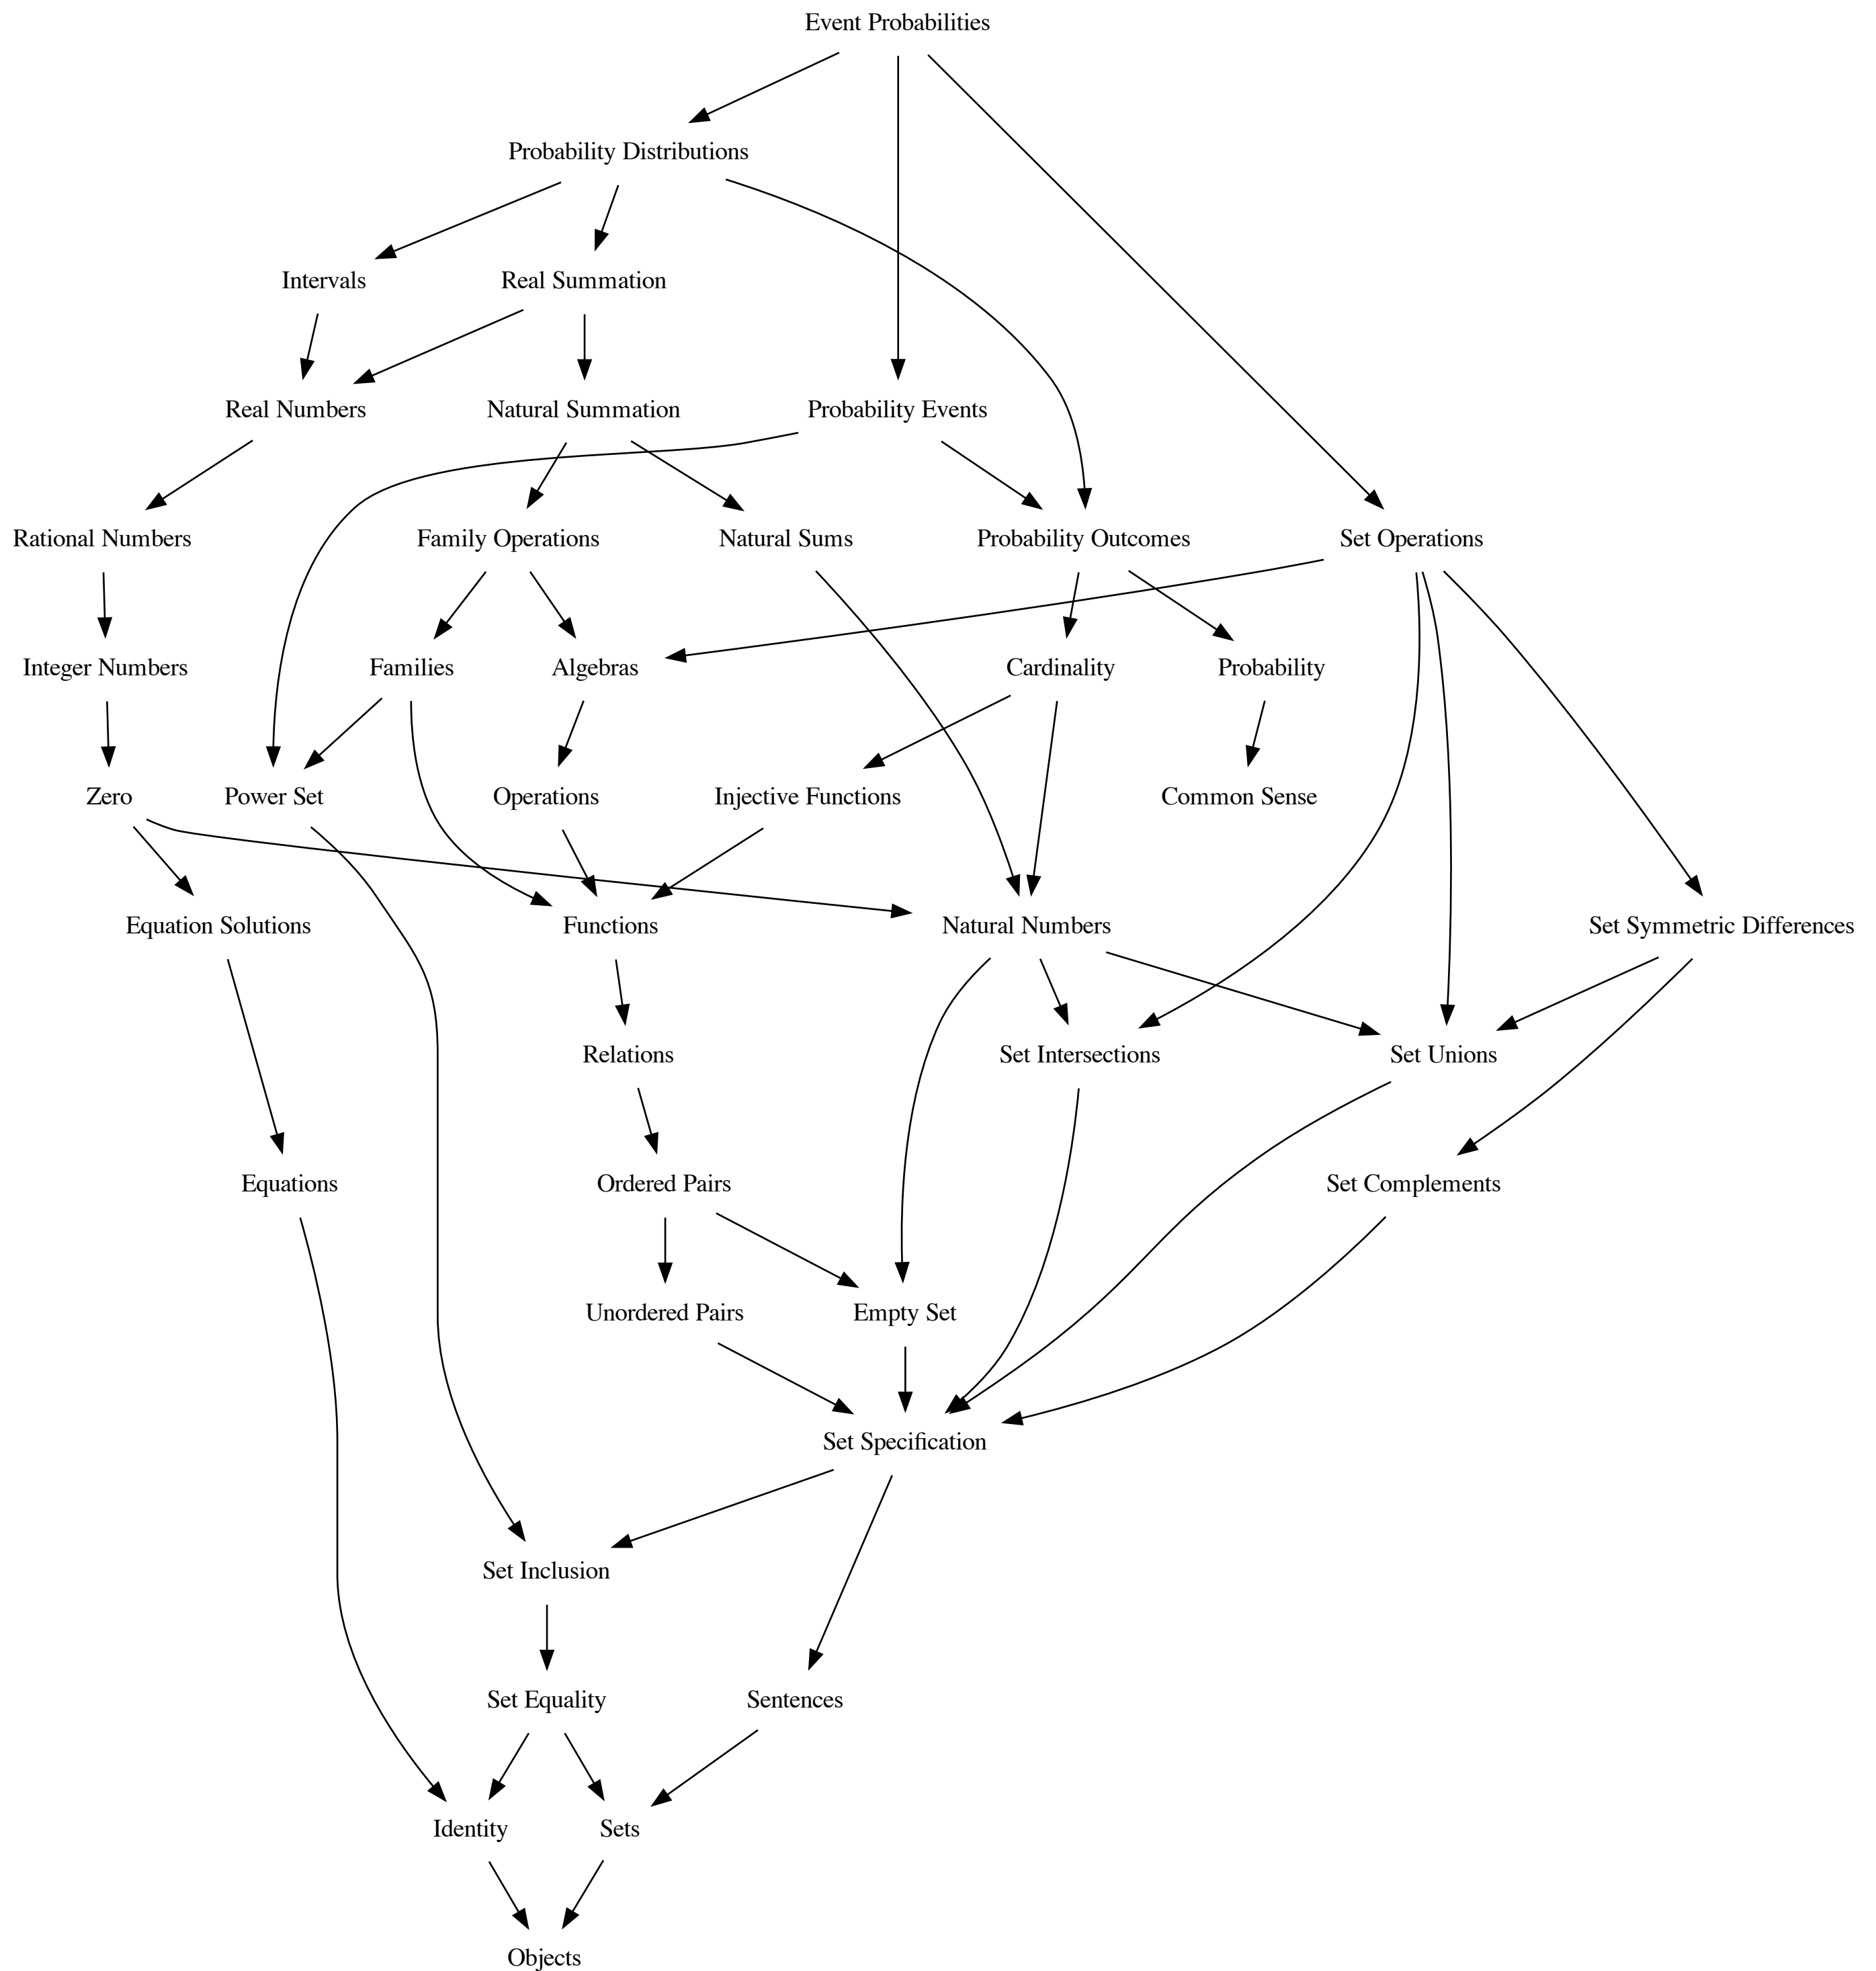 Event Probabilities
Probability Distributions
Intervals
Real Summation
Real Numbers
Natural Summation
Probability Events
Rational Numbers
Family Operations
Natural Sums
Probability Outcomes
Set Operations
Integer Numbers
Families
Algebras
Cardinality
Probability
Zero
Power Set
Operations
Injective Functions
Common Sense
Equation Solutions
Functions
Natural Numbers
Set Symmetric Differences
Relations
Set Intersections
Set Unions
Equations
Ordered Pairs
Set Complements
Unordered Pairs
Empty Set
Set Specification
Set Inclusion
Set Equality
Sentences
Identity
Sets
Objects